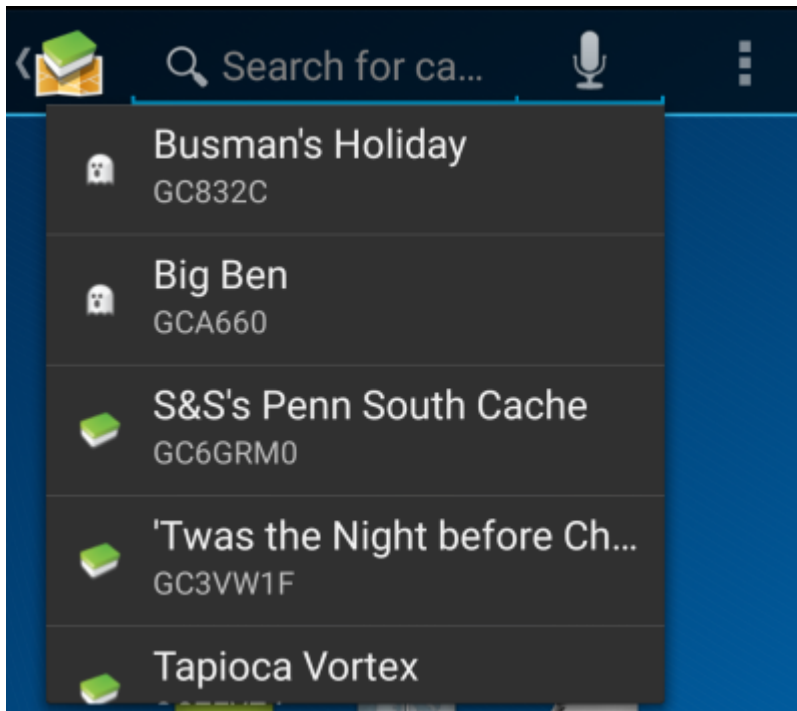 Search for ca...
Busman's Holiday
GC832C
Big Ben
GCA660
S&S's Penn South Cache
GC6GRM0
'Twas the Night before Ch...
GC3VW1F
Tapioca Vortex